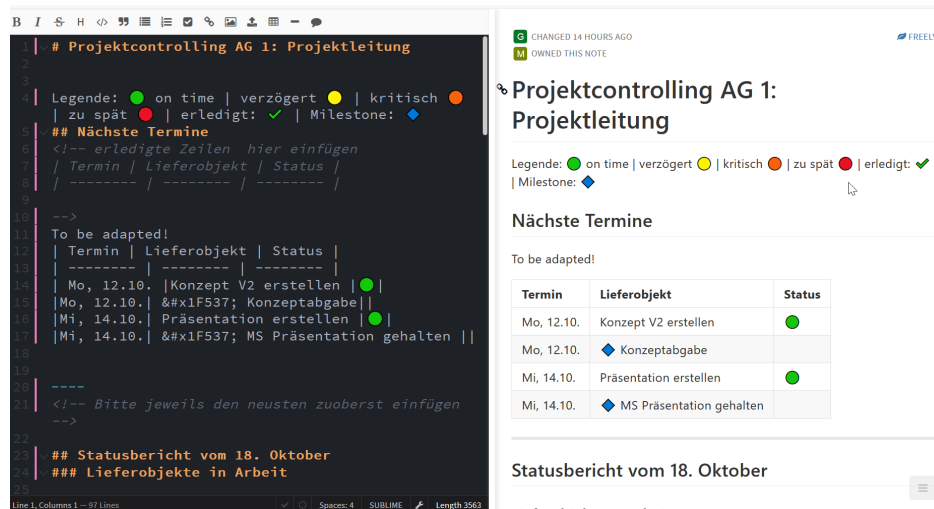 # Projektcontrolling AG 1: Projektleitung
Legende: 🟢 on time | verzögert 🟡 | kritisch 🟠
| zu spät 🔴 | erledigt: ✔ | Milestone: 🔷
## Nächste Termine
<!-- erledigte Zeilen  hier einfügen
| Termin | Lieferobjekt | Status |
| -------- | -------- | -------- |
-->
To be adapted!
| Termin | Lieferobjekt | Status |
| -------- | -------- | -------- |
| Mo, 12.10. |Konzept V2 erstellen |🟢|
|Mo, 12.10.| &#x1F537; Konzeptabgabe||
|Mi, 14.10.| Präsentation erstellen |🟢|
|Mi, 14.10.| &#x1F537; MS Präsentation gehalten ||
----
<!-- Bitte jeweils den neusten zuoberst einfügen
-->
## Statusbericht vom 18. Oktober
### Lieferobjekte in Arbeit
Line 1, Columns 1 — 97 Lines
Spaces: 4
SUBLIME
Length 3563
G CHANGED 14 HOURS AGO
FREELY
M OWNED THIS NOTE
Projektcontrolling AG 1:
Projektleitung
Legende: 🟢 on time | verzögert 🟡 | kritisch 🟠 | zu spät 🔴 | erledigt: ✔
| Milestone: 🔷
Nächste Termine
To be adapted!
Termin Lieferobjekt Status
Mo, 12.10. Konzept V2 erstellen 🟢
Mo, 12.10. 🔷 Konzeptabgabe
Mi, 14.10. Präsentation erstellen 🟢
Mi, 14.10. 🔷 MS Präsentation gehalten
Statusbericht vom 18. Oktober